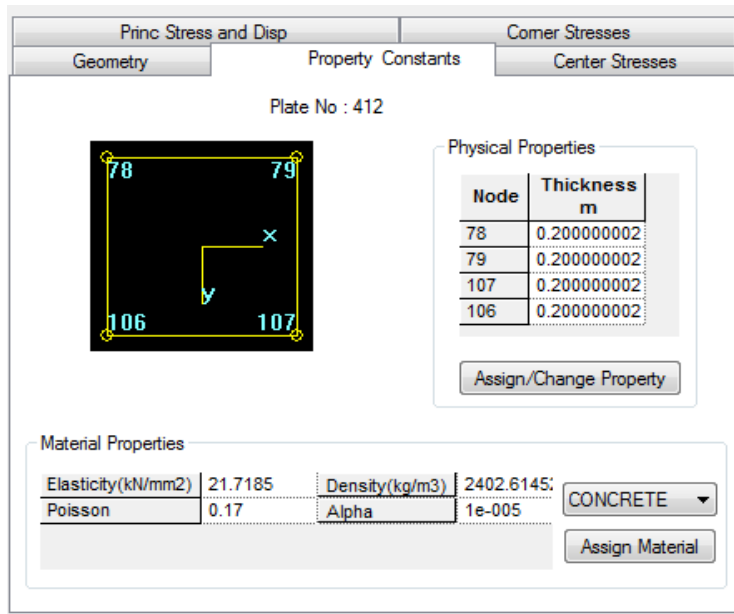 Princ Stress and Disp Corner Stresses
Geometry Property Constants Center Stresses
Plate No : 412
78 79
x
y
106 107
Physical Properties
Node Thickness m
78 0.200000002
79 0.200000002
107 0.200000002
106 0.200000002
Assign/Change Property
Material Properties
Elasticity(kN/mm2) 21.7185 Density(kg/m3) 2402.61452
Poisson 0.17 Alpha 1e-005
CONCRETE
Assign Material